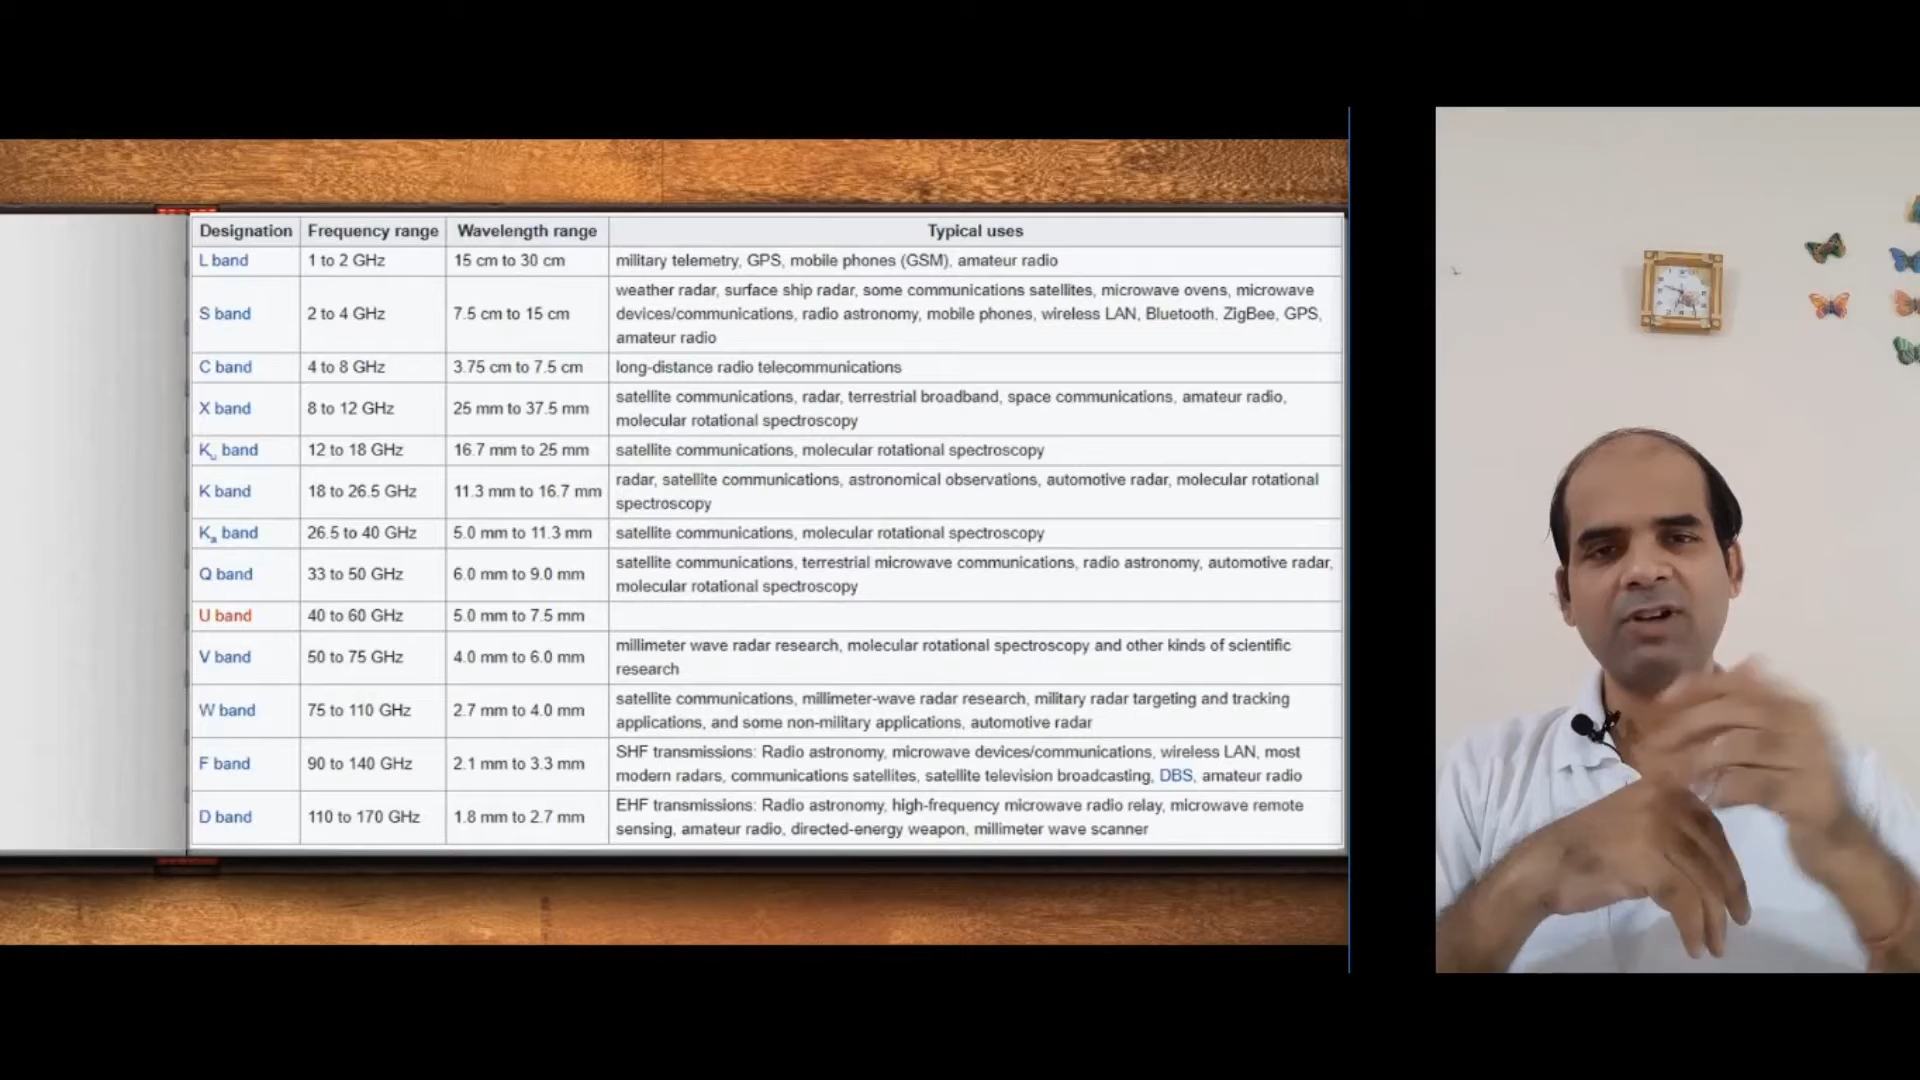 Designation Frequency range Wavelength range Typical uses
L band 1 to 2 GHz 15 cm to 30 cm military telemetry, GPS, mobile phones (GSM), amateur radio
S band 2 to 4 GHz 7.5 cm to 15 cm weather radar, surface ship radar, some communications satellites, microwave ovens, microwave
devices/communications, radio astronomy, mobile phones, wireless LAN, Bluetooth, ZigBee, GPS,
amateur radio
C band 4 to 8 GHz 3.75 cm to 7.5 cm long-distance radio telecommunications
X band 8 to 12 GHz 25 mm to 37.5 mm satellite communications, radar, terrestrial broadband, space communications, amateur radio,
molecular rotational spectroscopy
Ku band 12 to 18 GHz 16.7 mm to 25 mm satellite communications, molecular rotational spectroscopy
K band 18 to 26.5 GHz 11.3 mm to 16.7 mm radar, satellite communications, astronomical observations, automotive radar, molecular rotational
spectroscopy
Ka band 26.5 to 40 GHz 5.0 mm to 11.3 mm satellite communications, molecular rotational spectroscopy
Q band 33 to 50 GHz 6.0 mm to 9.0 mm satellite communications, terrestrial microwave communications, radio astronomy, automotive radar,
molecular rotational spectroscopy
U band 40 to 60 GHz 5.0 mm to 7.5 mm
V band 50 to 75 GHz 4.0 mm to 6.0 mm millimeter wave radar research, molecular rotational spectroscopy and other kinds of scientific
research
W band 75 to 110 GHz 2.7 mm to 4.0 mm satellite communications, millimeter-wave radar research, military radar targeting and tracking
applications, and some non-military applications, automotive radar
F band 90 to 140 GHz 2.1 mm to 3.3 mm SHF transmissions: Radio astronomy, microwave devices/communications, wireless LAN, most
modern radars, communications satellites, satellite television broadcasting, DBS, amateur radio
D band 110 to 170 GHz 1.8 mm to 2.7 mm EHF transmissions: Radio astronomy, high-frequency microwave radio relay, microwave remote
sensing, amateur radio, directed-energy weapon, millimeter wave scanner